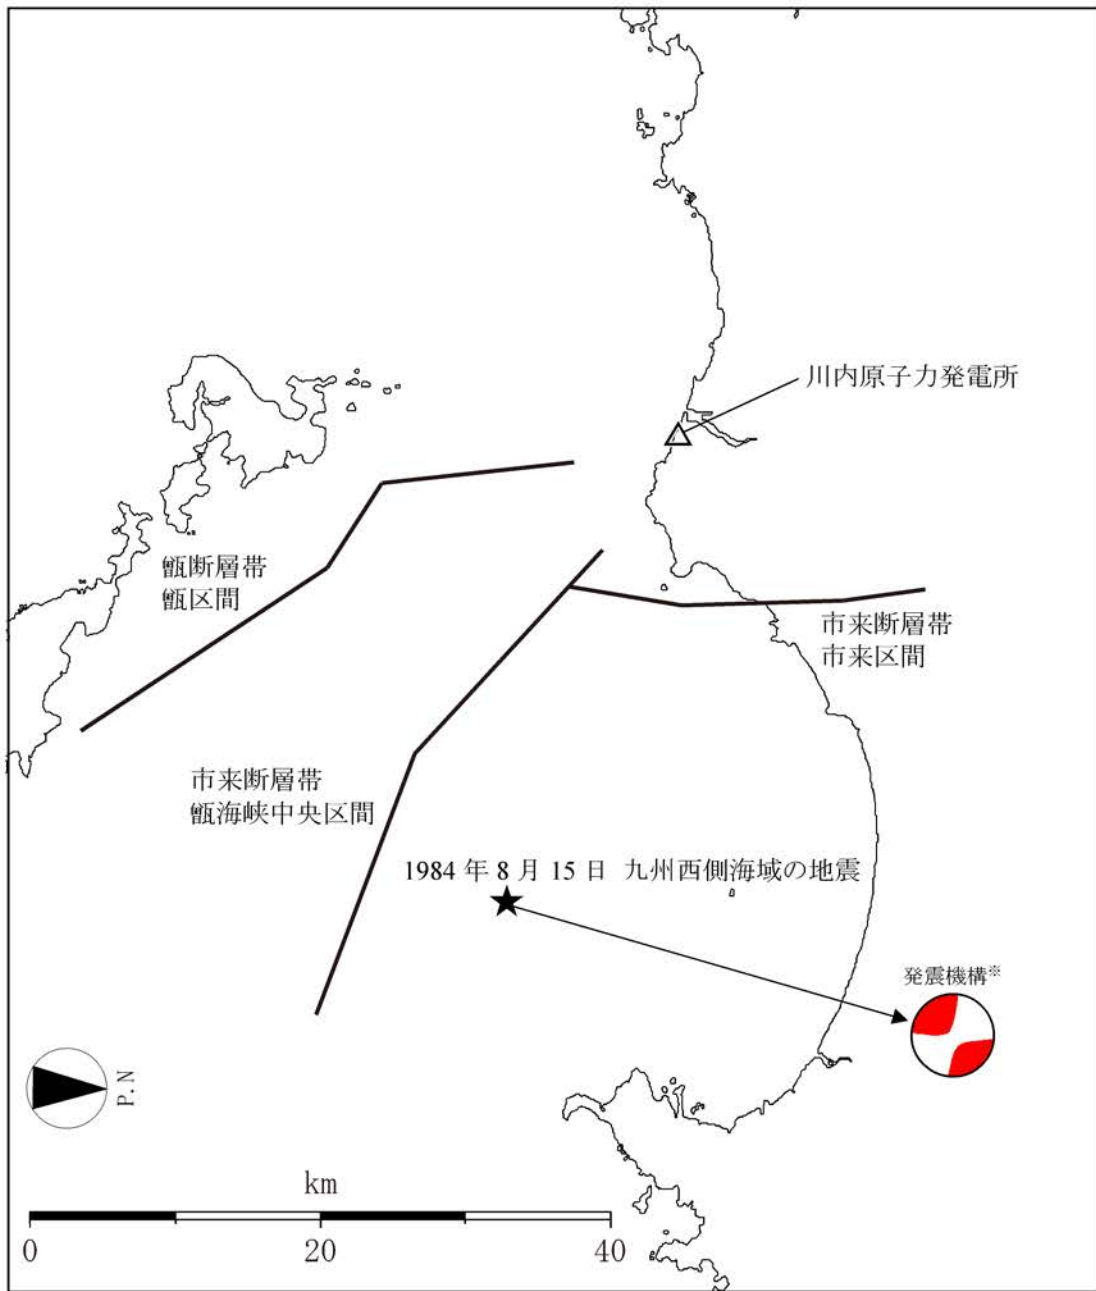 川内原子力発電所
甑断層帯
甑区間
市来断層帯
市来区間
市来断層帯
甑海峡中央区間
1984 年 8 月 15 日 九州西側海域の地震
発震機構※
P.N
km
0 20 40